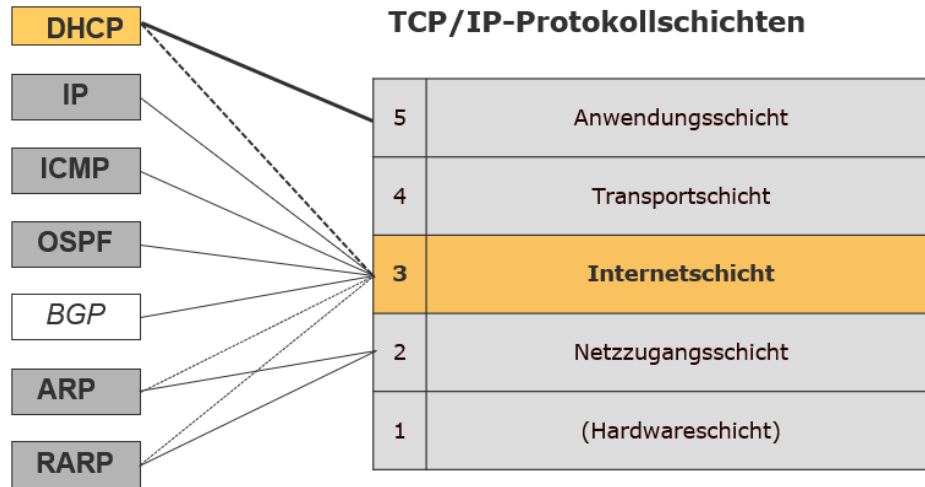 DHCP
TCP/IP-Protokollschichten
IP
ICMP
OSPF
BGP
ARP
RARP
5 Anwendungsschicht
4 Transportschicht
3 Internetschicht
2 Netzzugangsschicht
1 (Hardwareschicht)